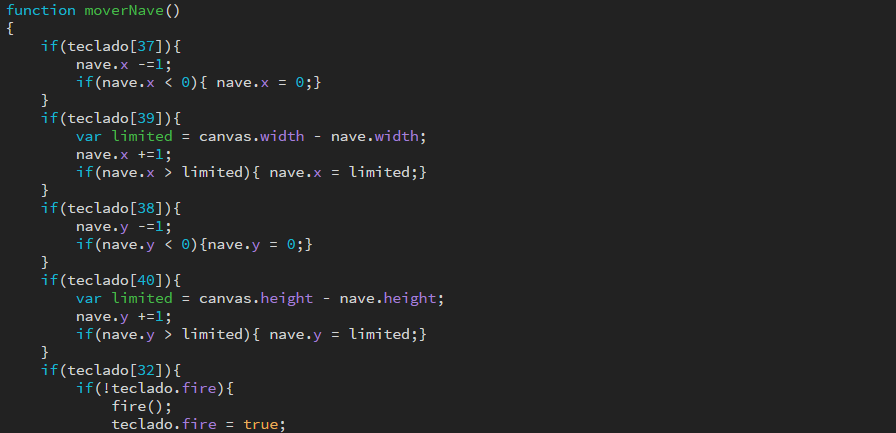 function moverNave()
{
    if(teclado[37]){
        nave.x -=1;
        if(nave.x < 0){ nave.x = 0;}
    }
    if(teclado[39]){
        var limited = canvas.width - nave.width;
        nave.x +=1;
        if(nave.x > limited){ nave.x = limited;}
    }
    if(teclado[38]){
        nave.y -=1;
        if(nave.y < 0){nave.y = 0;}
    }
    if(teclado[40]){
        var limited = canvas.height - nave.height;
        nave.y +=1;
        if(nave.y > limited){ nave.y = limited;}
    }
    if(teclado[32]){
        if(!teclado.fire){
            fire();
            teclado.fire = true;